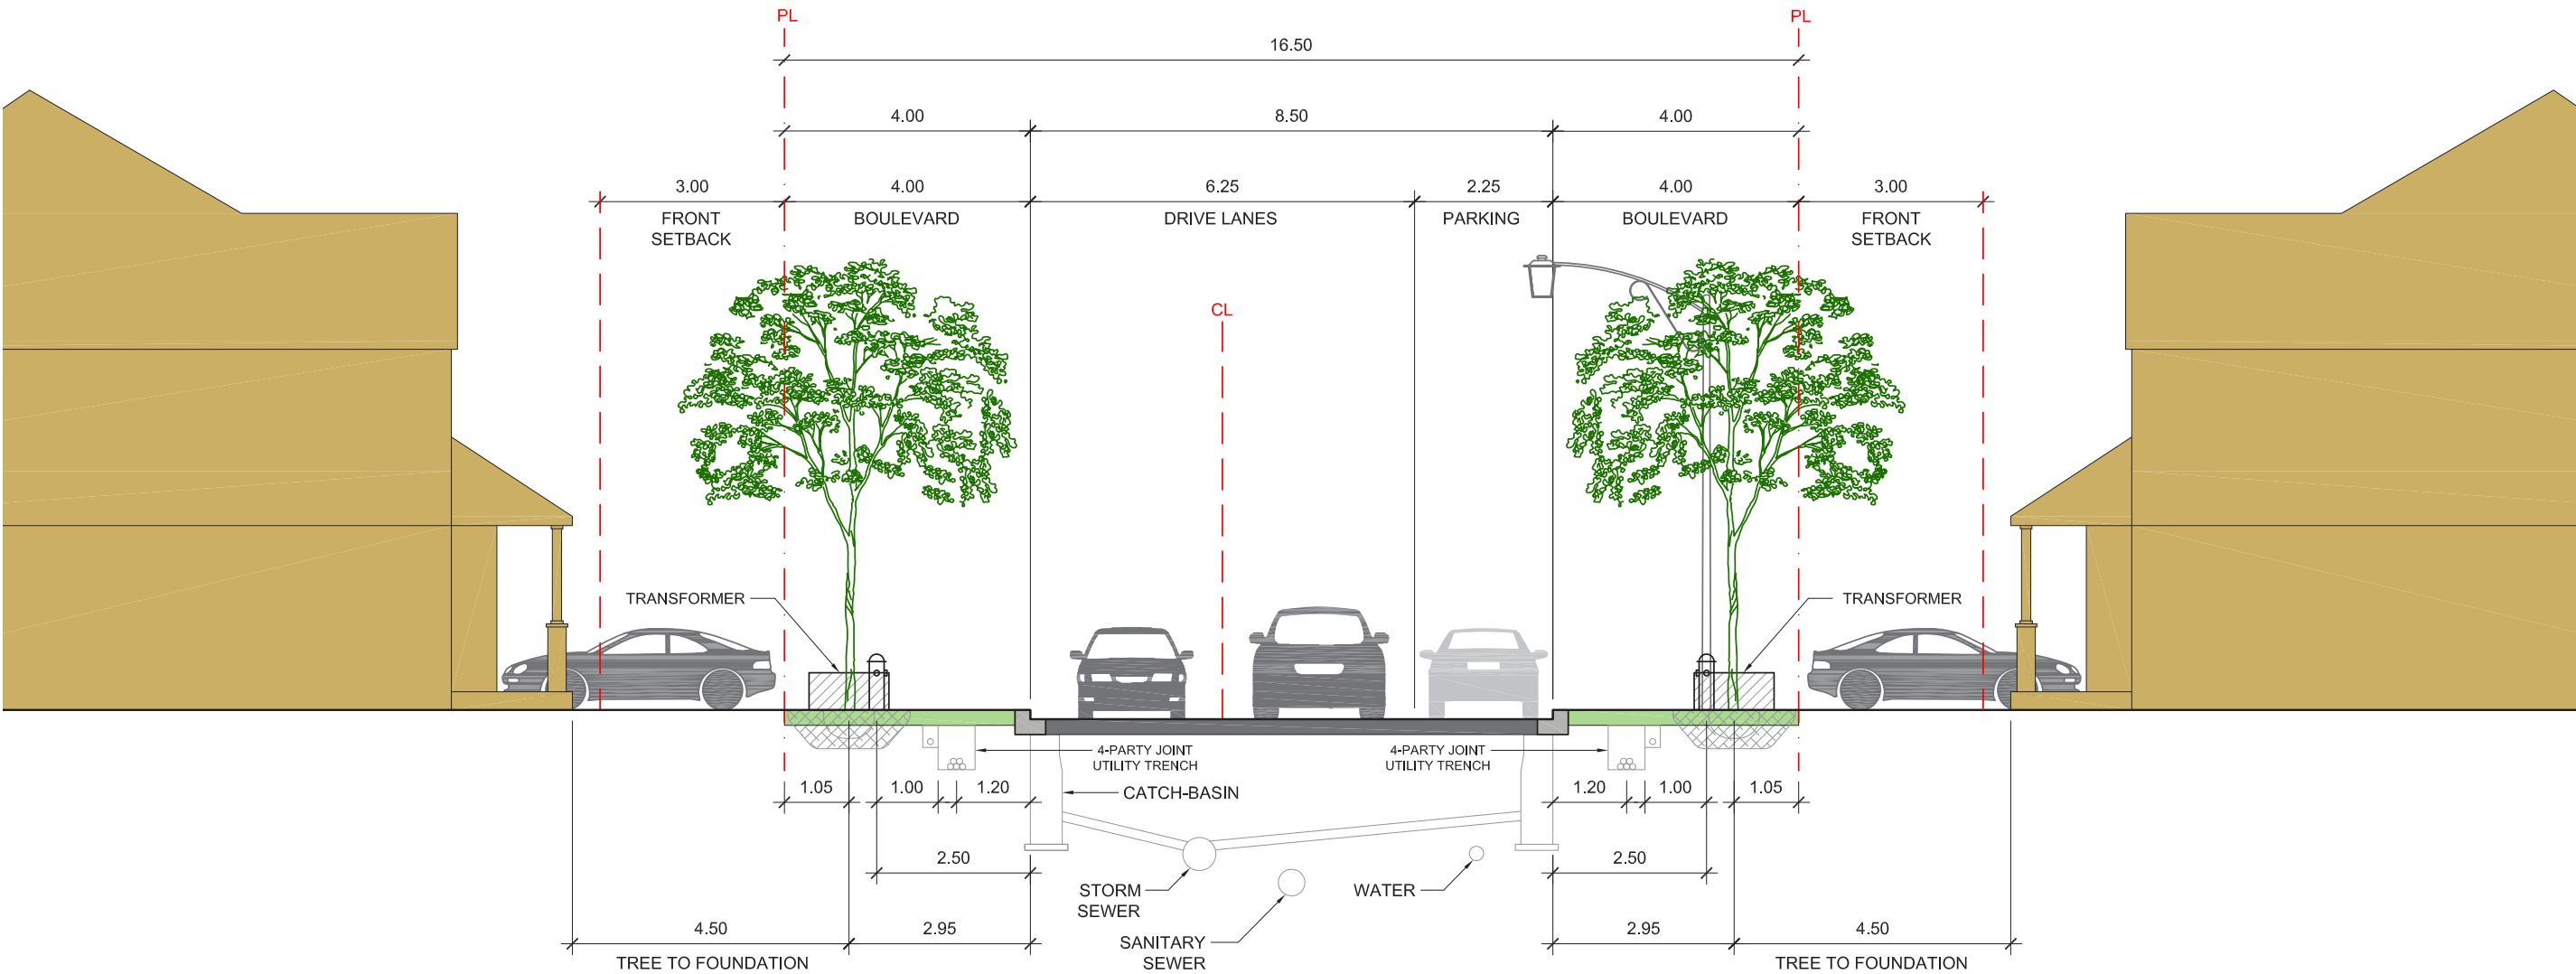 PL
PL
16.50
4.00
8.50
4.00
3.00
4.00
6.25
2.25
4.00
3.00
FRONT
SETBACK
BOULEVARD
DRIVE LANES
PARKING
BOULEVARD
FRONT
SETBACK
CL
TRANSFORMER
TRANSFORMER
4-PARTY JOINT
UTILITY TRENCH
4-PARTY JOINT
UTILITY TRENCH
1.05
1.00
1.20
CATCH-BASIN
1.20
1.00
1.05
2.50
2.50
STORM
SEWER
WATER
4.50
2.95
SANITARY
SEWER
2.95
4.50
TREE TO FOUNDATION
TREE TO FOUNDATION